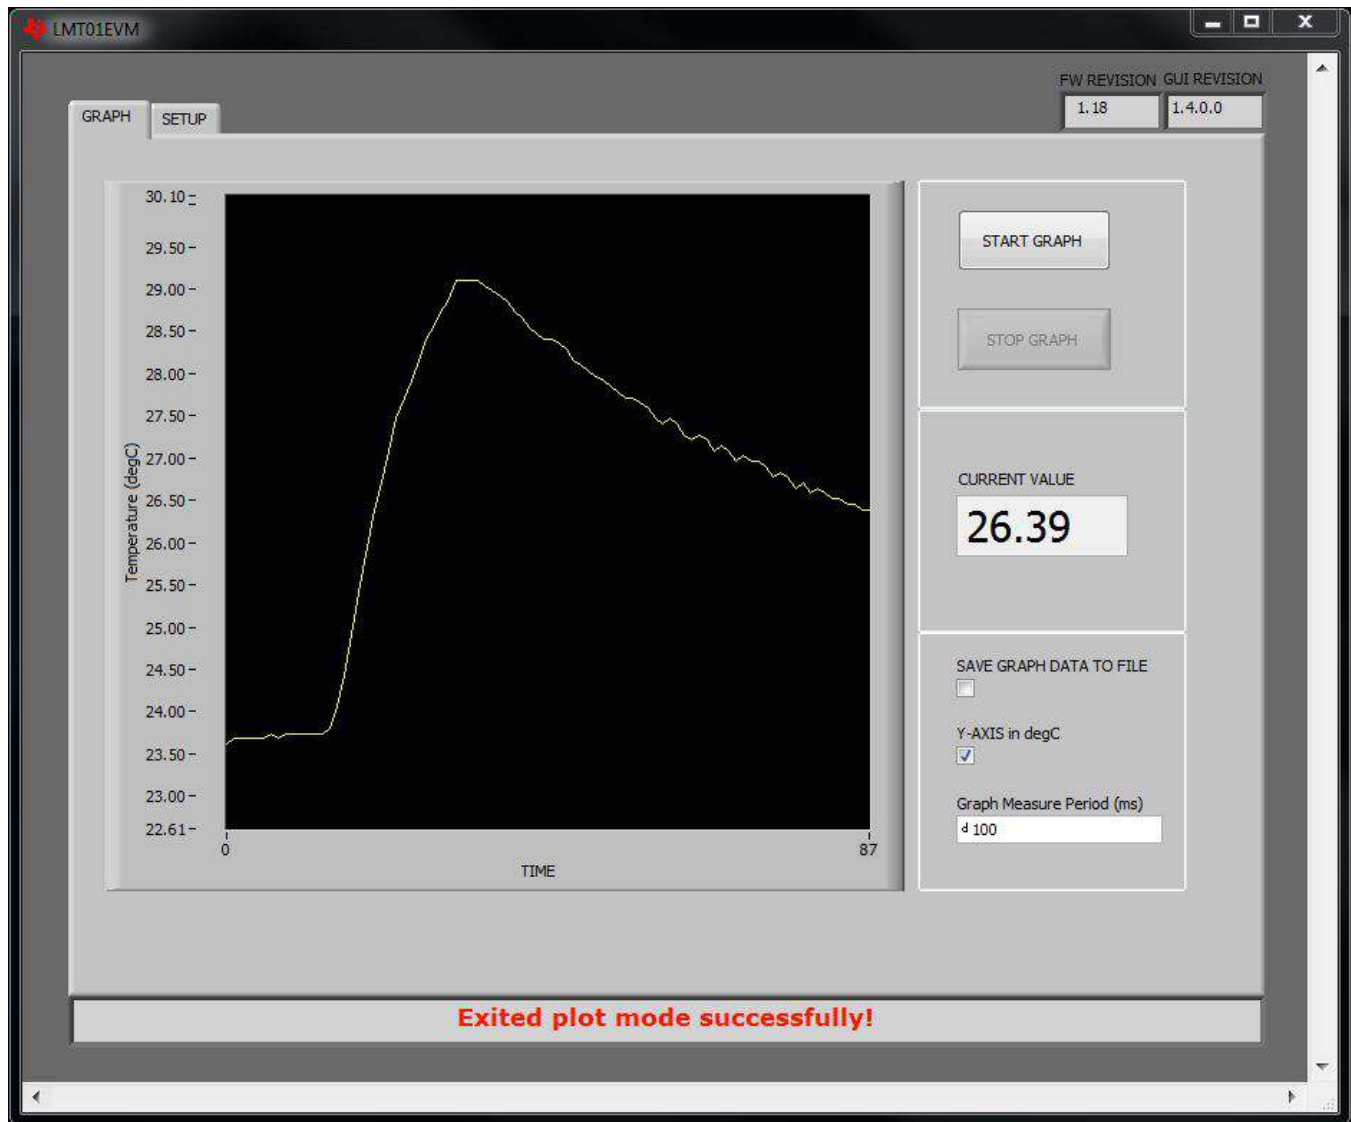 LMT01EVM
FW REVISION GUI REVISION
1.18 1.4.0.0
GRAPH SETUP
30.10
29.50
29.00
28.50
28.00
27.50
27.00
26.50
26.00
25.50
25.00
24.50
24.00
23.50
23.00
22.61
Temperature (degC)
0 87
TIME
START GRAPH
STOP GRAPH
CURRENT VALUE
26.39
SAVE GRAPH DATA TO FILE
Y-AXIS in degC
Graph Measure Period (ms)
d 100
Exited plot mode successfully!